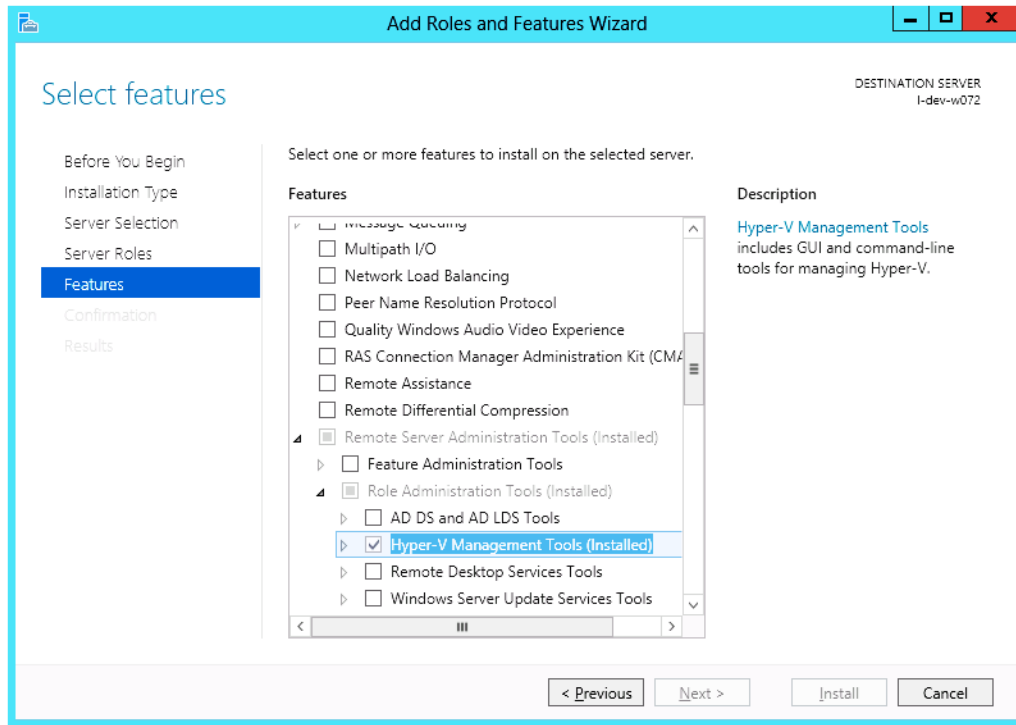 Add Roles and Features Wizard
Select features
DESTINATION SERVER
l-dev-w072
Before You Begin
Installation Type
Server Selection
Server Roles
Features
Confirmation
Results
Select one or more features to install on the selected server.
Features
Message Queuing
Multipath I/O
Network Load Balancing
Peer Name Resolution Protocol
Quality Windows Audio Video Experience
RAS Connection Manager Administration Kit (CMA
Remote Assistance
Remote Differential Compression
Remote Server Administration Tools (Installed)
Feature Administration Tools
Role Administration Tools (Installed)
AD DS and AD LDS Tools
Hyper-V Management Tools (Installed)
Remote Desktop Services Tools
Windows Server Update Services Tools
Description
Hyper-V Management Tools
includes GUI and command-line
tools for managing Hyper-V.
< Previous
Next >
Install
Cancel